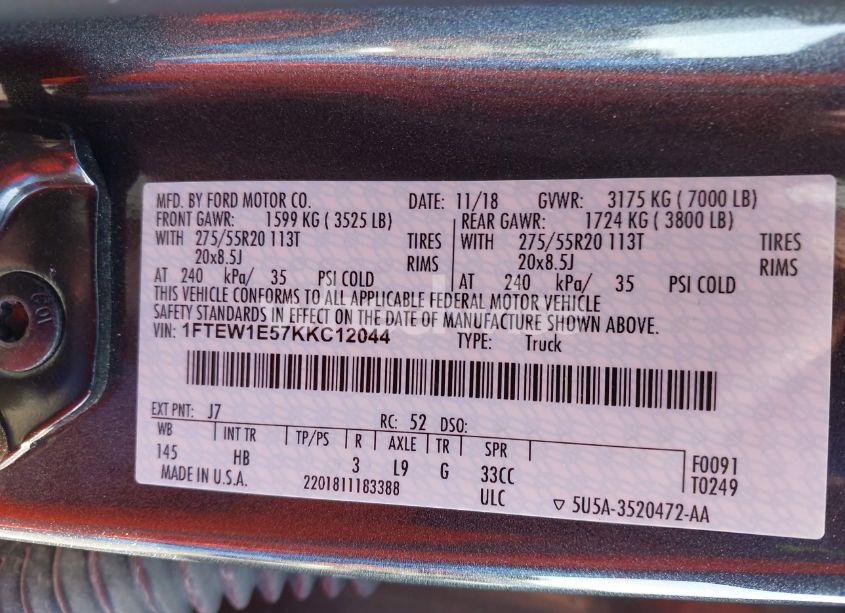 MFD. BY FORD MOTOR CO. DATE: 11/18 GVWR: 3175 KG ( 7000 LB)
FRONT GAWR: 1599 KG ( 3525 LB) REAR GAWR: 1724 KG ( 3800 LB)
WITH 275/55R20 113T TIRES WITH 275/55R20 113T TIRES
20x8.5J RIMS 20x8.5J RIMS
AT 240 kPa/ 35 PSI COLD AT 240 kPa/ 35 PSI COLD
THIS VEHICLE CONFORMS TO ALL APPLICABLE FEDERAL MOTOR VEHICLE
SAFETY STANDARDS IN EFFECT ON THE DATE OF MANUFACTURE SHOWN ABOVE.
VIN: 1FTEW1E57KKC12044 TYPE: Truck
EXT PNT: J7 RC: 52 DSO:
WB INT TR TP/PS R AXLE TR SPR
145 HB 3 L9 G 33CC F0091
MADE IN U.S.A. 2201811183388 ULC T0249
5U5A-3520472-AA